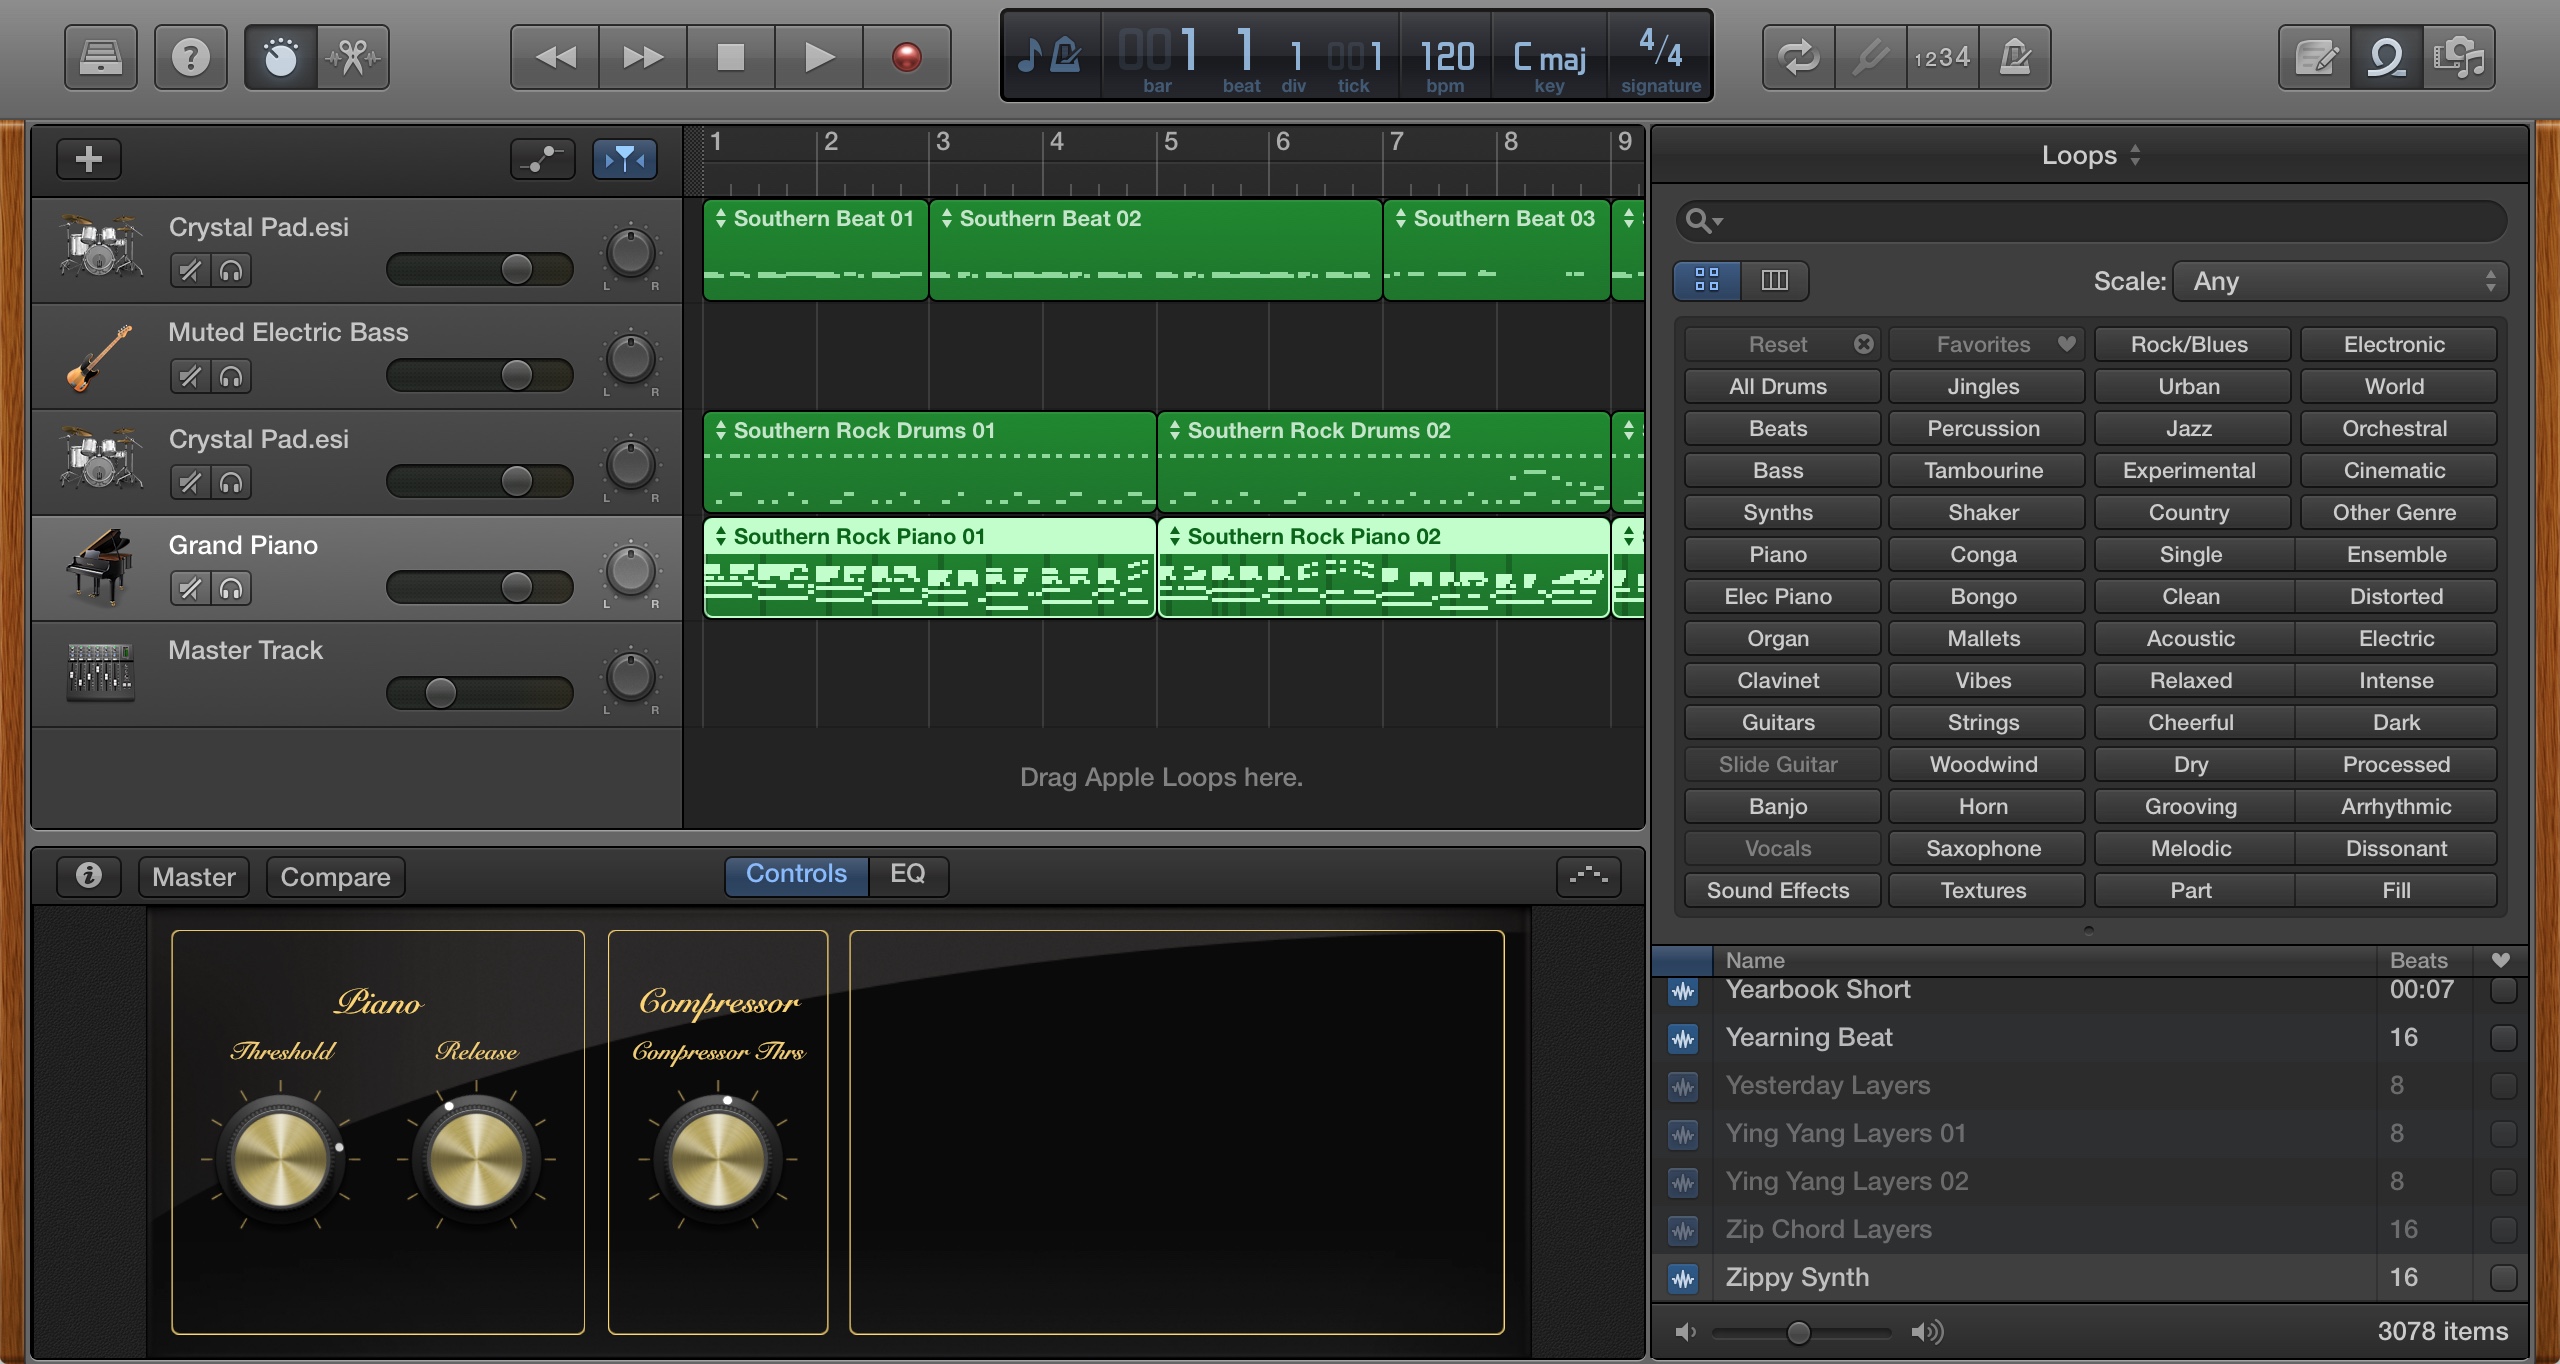 1234
001 1 1 001 120 C maj 4/4
bar beat div tick bpm key signature
1 2 3 4 5 6 7 8 9
Loops
Crystal Pad.esi
L R
Southern Beat 01 Southern Beat 02 Southern Beat 03
Muted Electric Bass
L R
Crystal Pad.esi
L R
Southern Rock Drums 01 Southern Rock Drums 02
Grand Piano
L R
Southern Rock Piano 01 Southern Rock Piano 02
Master Track
L R
Drag Apple Loops here.
Scale: Any
Reset Favorites Rock/Blues Electronic
All Drums Jingles Urban World
Beats Percussion Jazz Orchestral
Bass Tambourine Experimental Cinematic
Synths Shaker Country Other Genre
Piano Conga Single Ensemble
Elec Piano Bongo Clean Distorted
Organ Mallets Acoustic Electric
Clavinet Vibes Relaxed Intense
Guitars Strings Cheerful Dark
Slide Guitar Woodwind Dry Processed
Banjo Horn Grooving Arrhythmic
Vocals Saxophone Melodic Dissonant
Sound Effects Textures Part Fill
Master Compare Controls EQ
Piano
Threshold Release
Compressor
Compressor Thrs
Name Beats
Yearbook Short 00:07
Yearning Beat 16
Yesterday Layers 8
Ying Yang Layers 01 8
Ying Yang Layers 02 8
Zip Chord Layers 16
Zippy Synth 16
3078 items